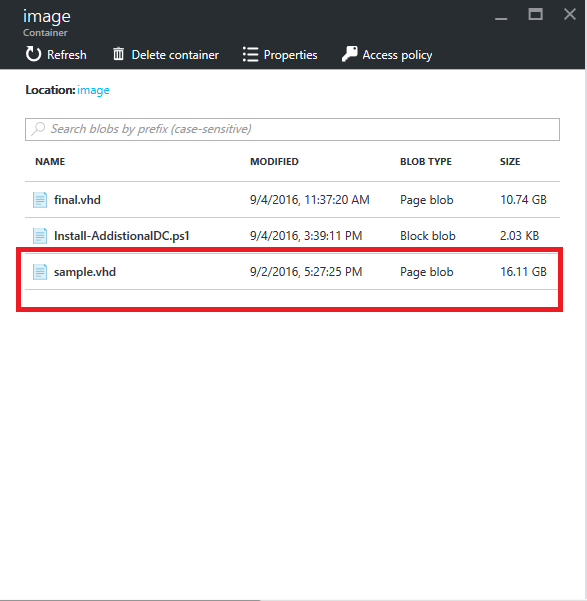 image
Container
Refresh Delete container Properties Access policy
Location: image
Search blobs by prefix (case-sensitive)
NAME MODIFIED BLOB TYPE SIZE
final.vhd 9/4/2016, 11:37:20 AM Page blob 10.74 GB
Install-AddistionalDC.ps1 9/4/2016, 3:39:11 PM Block blob 2.03 KB
sample.vhd 9/2/2016, 5:27:25 PM Page blob 16.11 GB